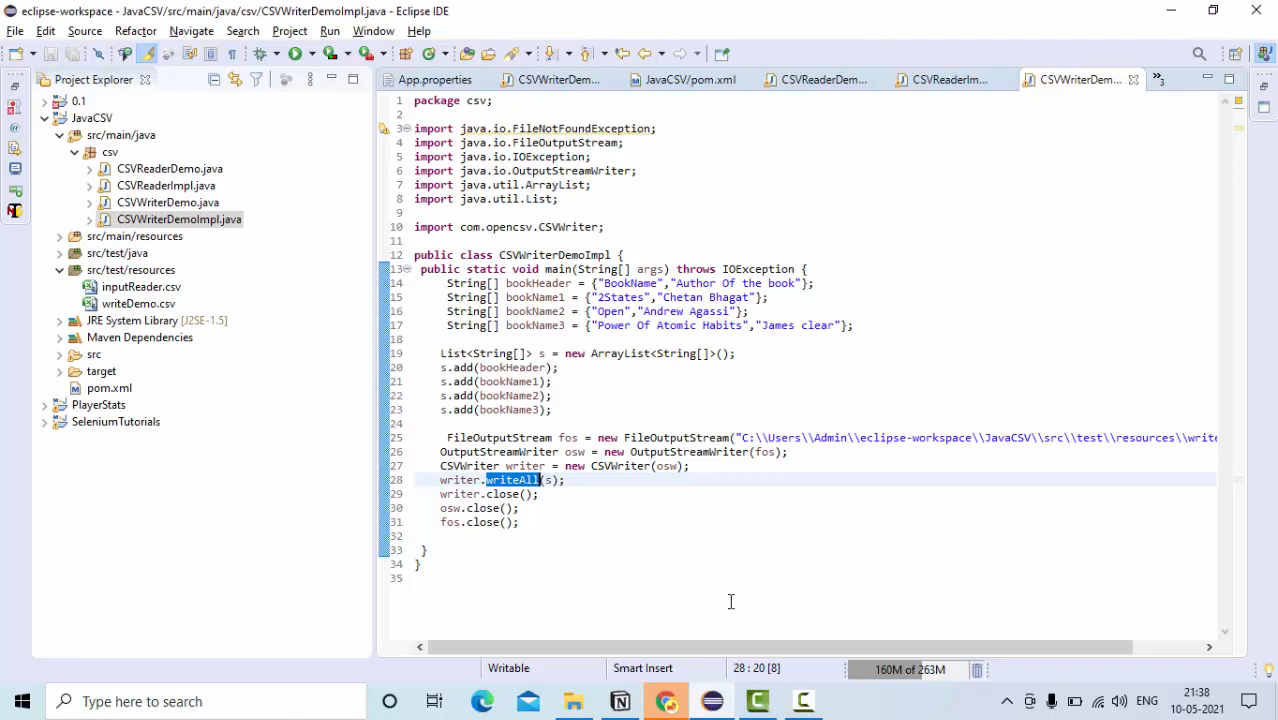 eclipse-workspace - JavaCSV/src/main/java/csv/CSVWriterDemoImpl.java - Eclipse IDE
File Edit Source Refactor Navigate Search Project Run Window Help
Project Explorer
0.1
JavaCSV
src/main/java
csv
CSVReaderDemo.java
CSVReaderImpl.java
CSVWriterDemo.java
CSVWriterDemoImpl.java
src/main/resources
src/test/java
src/test/resources
inputReader.csv
writeDemo.csv
JRE System Library [J2SE-1.5]
Maven Dependencies
src
target
pom.xml
PlayerStats
SeleniumTutorials
App.properties CSVWriterDem... JavaCSV/pom.xml CSVReaderDem... CSVReaderIm... CSVWriterDem...
1 package csv;
2
3 import java.io.FileNotFoundException;
4 import java.io.FileOutputStream;
5 import java.io.IOException;
6 import java.io.OutputStreamWriter;
7 import java.util.ArrayList;
8 import java.util.List;
9
10 import com.opencsv.CSVWriter;
11
12 public class CSVWriterDemoImpl {
13 public static void main(String[] args) throws IOException {
14 String[] bookHeader = {"BookName","Author Of the book"};
15 String[] bookName1 = {"2States","Chetan Bhagat"};
16 String[] bookName2 = {"Open","Andrew Agassi"};
17 String[] bookName3 = {"Power Of Atomic Habits","James clear"};
18
19 List<String[]> s = new ArrayList<String[]>();
20 s.add(bookHeader);
21 s.add(bookName1);
22 s.add(bookName2);
23 s.add(bookName3);
24
25 FileOutputStream fos = new FileOutputStream("C:\\Users\\Admin\\eclipse-workspace\\JavaCSV\\src\\test\\resources\\write
26 OutputStreamWriter osw = new OutputStreamWriter(fos);
27 CSVWriter writer = new CSVWriter(osw);
28 writer.writeAll(s);
29 writer.close();
30 osw.close();
31 fos.close();
32
33 }
34 }
35
Writable Smart Insert 28 : 20 [8] 160M of 263M
Type here to search
ENG
21:38
10-05-2021